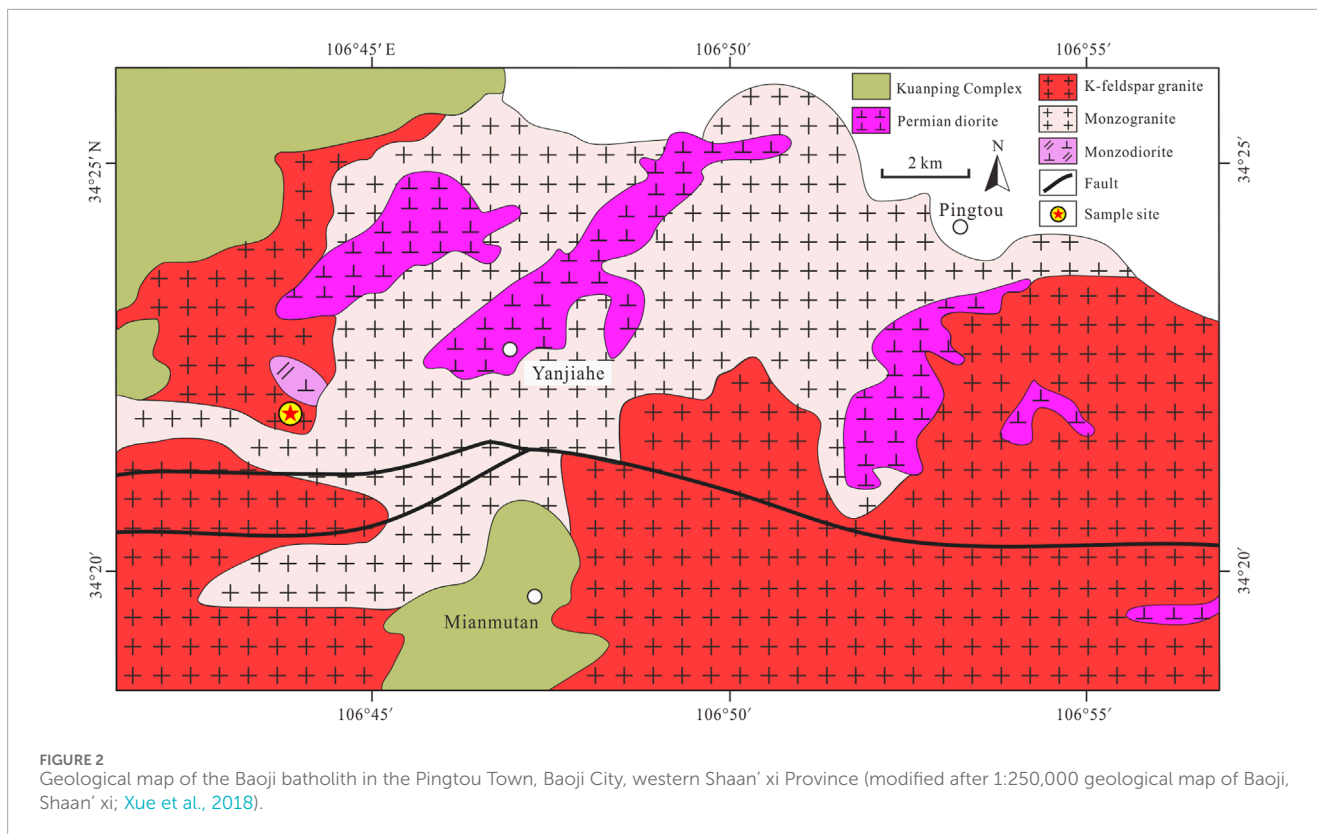 106°45′ E
106°50′
106°55′
34°25′ N
34°25′
Kuanping Complex
Permian diorite
2 km
N
Pingtou
K-feldspar granite
Monzogranite
Monzodiorite
Fault
Sample site
Yanjiahe
34°20′
34°20′
Mianmutan
106°45′
106°50′
106°55′
FIGURE 2
Geological map of the Baoji batholith in the Pingtou Town, Baoji City, western Shaan’ xi Province (modified after 1:250,000 geological map of Baoji,
Shaan’ xi; Xue et al., 2018).